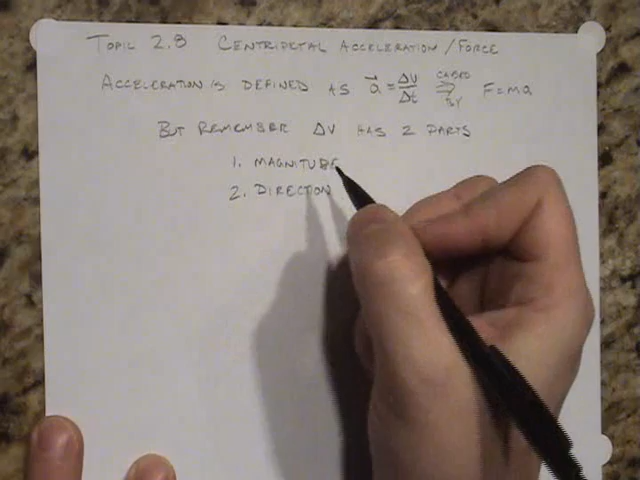 TOPIC 2.8 CENTRIPETAL ACCELERATION/FORCE
ACCELERATION IS DEFINED AS a⃗ = ΔV/Δt CAUSED BY ⇒ F=ma
BUT REMEMBER ΔV HAS 2 PARTS
1. MAGNITUDE
2. DIRECTION